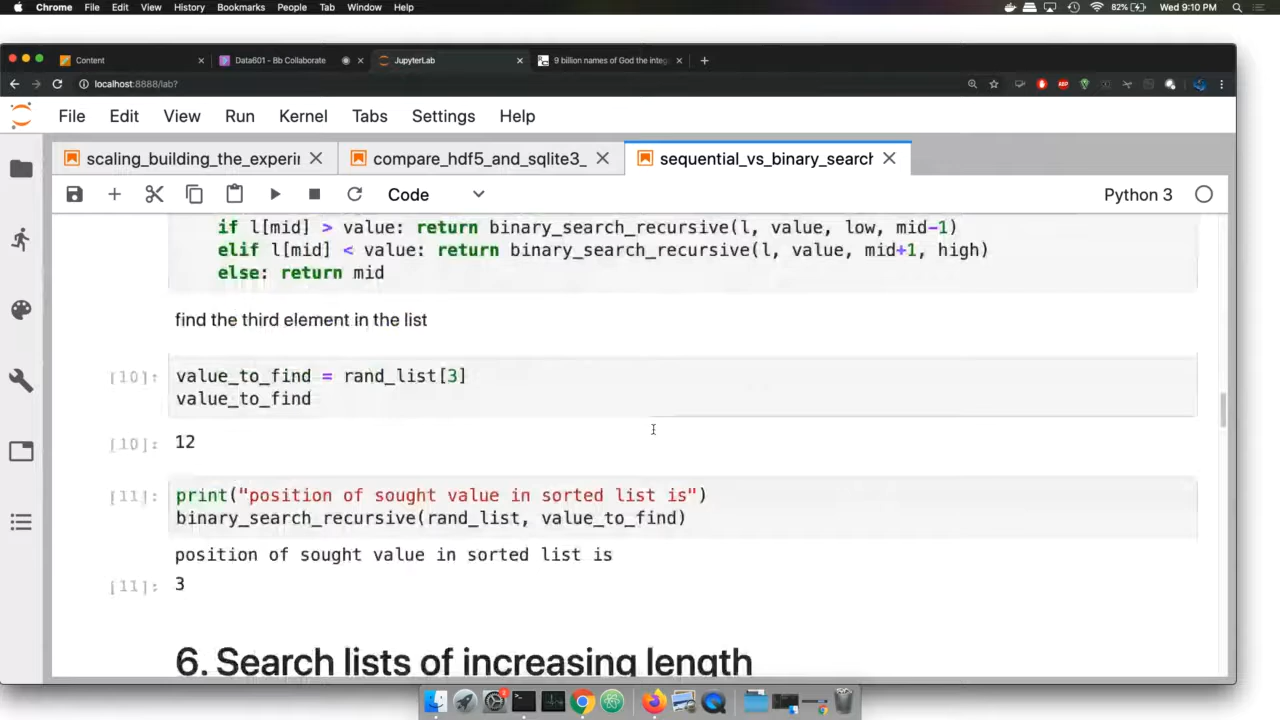 Chrome File Edit View History Bookmarks People Tab Window Help 82% Wed 9:10 PM
Content Data601 - Bb Collaborate JupyterLab 9 billion names of God the integ
localhost:8888/lab?
File Edit View Run Kernel Tabs Settings Help
scaling_building_the_experi compare_hdf5_and_sqlite3_ sequential_vs_binary_search
Code Python 3
if l[mid] > value: return binary_search_recursive(l, value, low, mid-1)
elif l[mid] < value: return binary_search_recursive(l, value, mid+1, high)
else: return mid
find the third element in the list
[10]: value_to_find = rand_list[3]
value_to_find
[10]: 12
[11]: print("position of sought value in sorted list is")
binary_search_recursive(rand_list, value_to_find)
position of sought value in sorted list is
[11]: 3
6. Search lists of increasing length